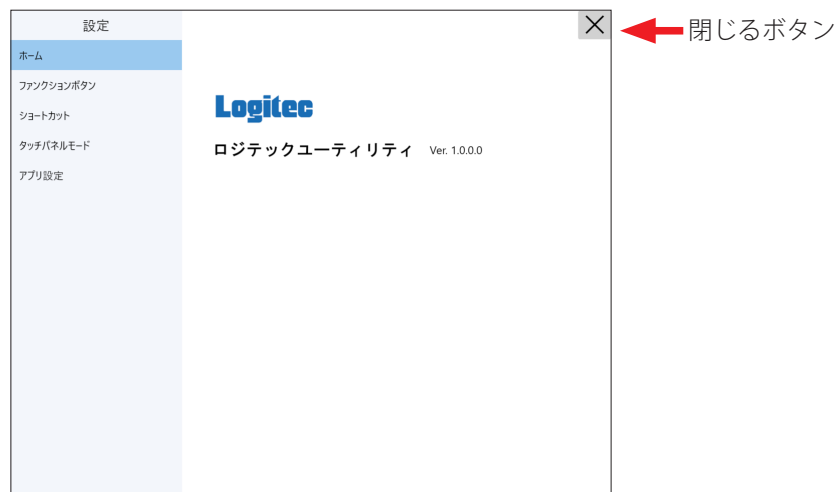 設定
閉じるボタン
ホーム
ファンクションボタン
ショートカット
タッチパネルモード
アプリ設定
Logitec
ロジテックユーティリティ Ver. 1.0.0.0